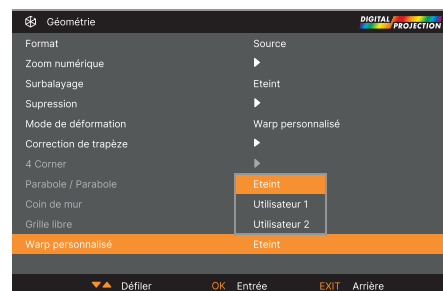 Géométrie
DIGITAL PROJECTION
Format Source
Zoom numérique
Surbalayage Eteint
Supression
Mode de déformation Warp personnalisé
Correction de trapèze
4 Corner
Parabole / Parabole Eteint
Coin de mur Utilisateur 1
Grille libre Utilisateur 2
Warp personnalisé Eteint
Défiler OK Entrée EXIT Arrière